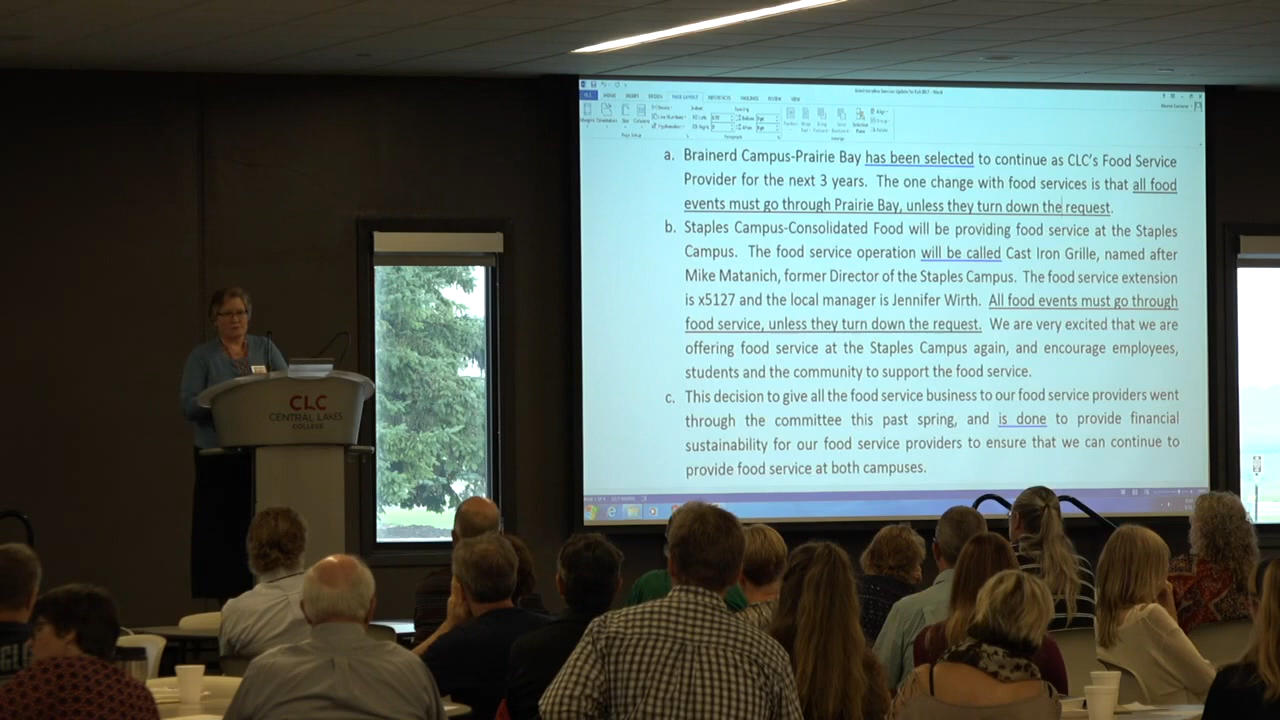 PAGE LAYOUT
REFERENCES
MAILINGS
REVIEW
VIEW
a. Brainerd Campus-Prairie Bay has been selected to continue as CLC's Food Service
Provider for the next 3 years. The one change with food services is that all food
events must go through Prairie Bay, unless they turn down the request.
b. Staples Campus-Consolidated Food will be providing food service at the Staples
Campus. The food service operation will be called Cast Iron Grille, named after
Mike Matanich, former Director of the Staples Campus. The food service extension
is x5127 and the local manager is Jennifer Wirth. All food events must go through
food service, unless they turn down the request. We are very excited that we are
offering food service at the Staples Campus again, and encourage employees,
students and the community to support the food service.
c. This decision to give all the food service business to our food service providers went
through the committee this past spring, and is done to provide financial
sustainability for our food service providers to ensure that we can continue to
provide food service at both campuses.
CLC
CENTRAL LAKES
COLLEGE